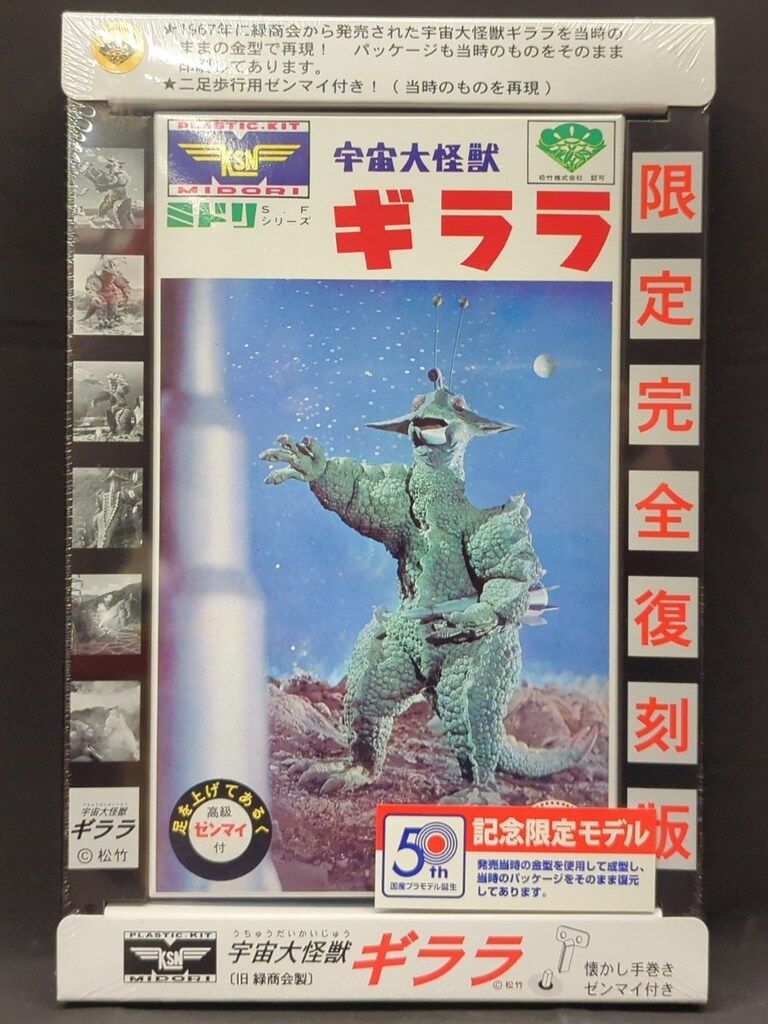 ★1967年に緑商会から発売された宇宙大怪獣ギララを当時の
ままの金型で再現! パッケージも当時のものをそのまま
印刷してあります。
★二足歩行用ゼンマイ付き!(当時のものを再現)
PLASTIC.KIT
KSN
MIDORI
ミドリ
S.F
シリーズ
宇宙大怪獣
ギララ
松竹株式会社 認可
限
定
完
全
復
刻
版
宇宙大怪獣
ギララ
©松竹
足を上げてあるく
高級
ゼンマイ
付
50th
国産プラモデル誕生
記念限定モデル
発売当時の金型を使用して成型し、
当時のパッケージをそのまま復元
してあります。
PLASTIC.KIT
KSN
MIDORI
うちゅうだいかいじゅう
宇宙大怪獣
〔旧 緑商会製〕
ギララ
©松竹
懐かし手巻き
ゼンマイ付き